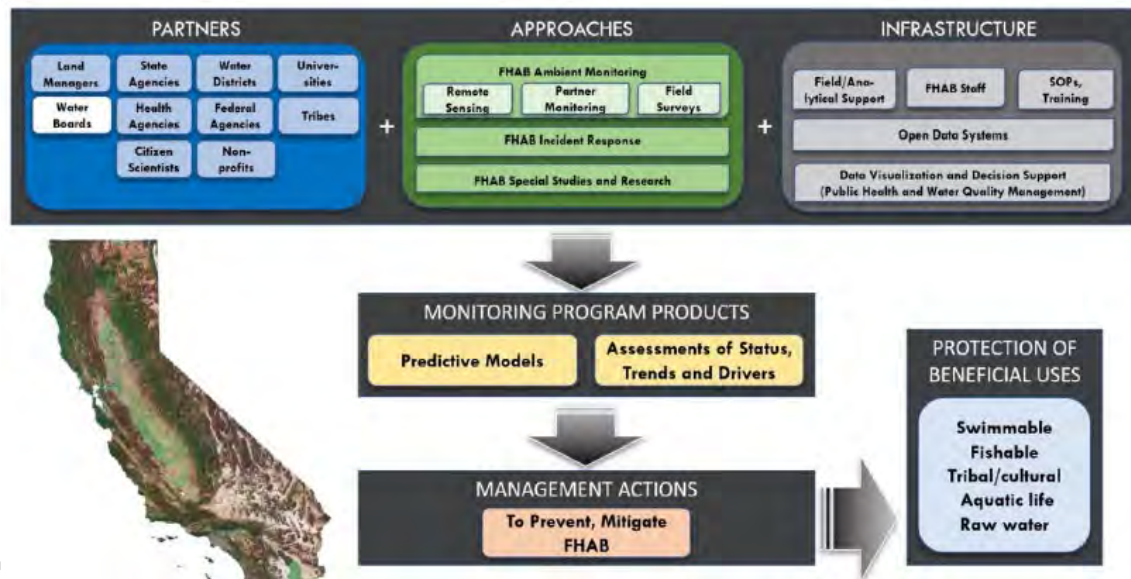 PARTNERS
Land
Managers
State
Agencies
Water
Districts
Univer-
sities
Water
Boards
Health
Agencies
Federal
Agencies
Tribes
Citizen
Scientists
Non-
profits
+
APPROACHES
FHAB Ambient Monitoring
Remote
Sensing
Partner
Monitoring
Field
Surveys
FHAB Incident Response
FHAB Special Studies and Research
+
INFRASTRUCTURE
Field/Ana-
lytical Support
FHAB Staff
SOPs,
Training
Open Data Systems
Data Visualization and Decision Support
(Public Health and Water Quality Management)
MONITORING PROGRAM PRODUCTS
Predictive Models
Assessments of Status,
Trends and Drivers
MANAGEMENT ACTIONS
To Prevent, Mitigate
FHAB
PROTECTION OF
BENEFICIAL USES
Swimmable
Fishable
Tribal/cultural
Aquatic life
Raw water